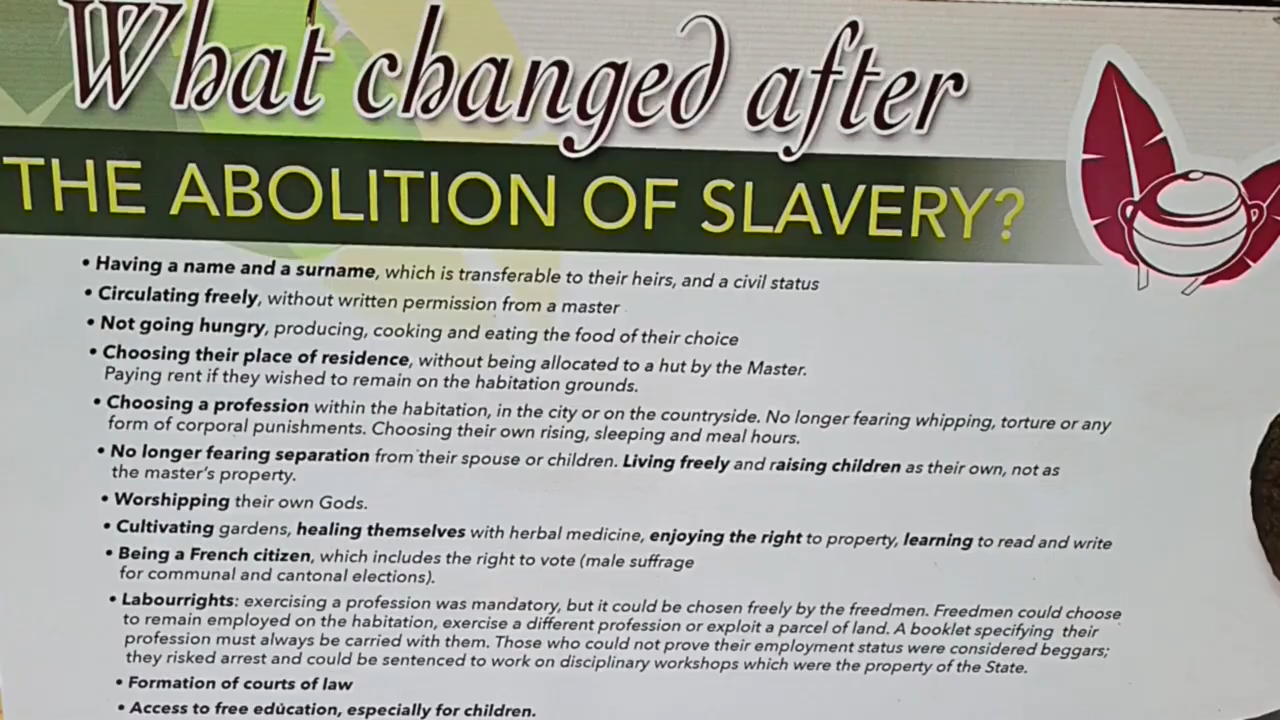 What changed after
THE ABOLITION OF SLAVERY?
• Having a name and a surname, which is transferable to their heirs, and a civil status
• Circulating freely, without written permission from a master
• Not going hungry, producing, cooking and eating the food of their choice
• Choosing their place of residence, without being allocated to a hut by the Master.
Paying rent if they wished to remain on the habitation grounds.
• Choosing a profession within the habitation, in the city or on the countryside. No longer fearing whipping, torture or any
form of corporal punishments. Choosing their own rising, sleeping and meal hours.
• No longer fearing separation from their spouse or children. Living freely and raising children as their own, not as
the master's property.
• Worshipping their own Gods.
• Cultivating gardens, healing themselves with herbal medicine, enjoying the right to property, learning to read and write
• Being a French citizen, which includes the right to vote (male suffrage
for communal and cantonal elections).
• Labourrights: exercising a profession was mandatory, but it could be chosen freely by the freedmen. Freedmen could choose
to remain employed on the habitation, exercise a different profession or exploit a parcel of land. A booklet specifying their
profession must always be carried with them. Those who could not prove their employment status were considered beggars;
they risked arrest and could be sentenced to work on disciplinary workshops which were the property of the State.
• Formation of courts of law
• Access to free education, especially for children.